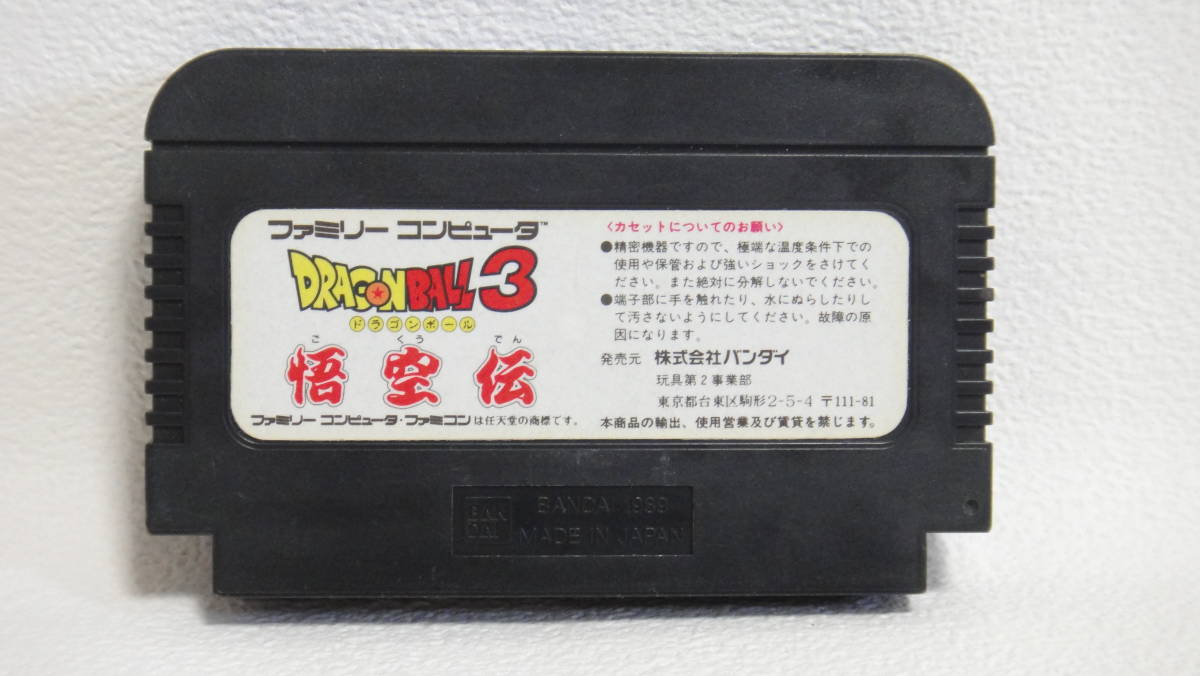 ファミリー コンピュータ™
DRAGON BALL 3
ドラゴンボール
ご くう でん
悟空伝
ファミリー コンピュータ・ファミコンは任天堂の商標です。
〈カセットについてのお願い〉
●精密機器ですので、極端な温度条件下での
使用や保管および強いショックをさけてく
ださい。また絶対に分解しないでください。
●端子部に手を触れたり、水にぬらしたりし
て汚さないようにしてください。故障の原
因になります。
発売元 株式会社バンダイ
玩具第2事業部
東京都台東区駒形2-5-4 〒111-81
本商品の輸出、使用営業及び賃貸を禁じます。
BAN
DAI
BANDAI 1989
MADE IN JAPAN